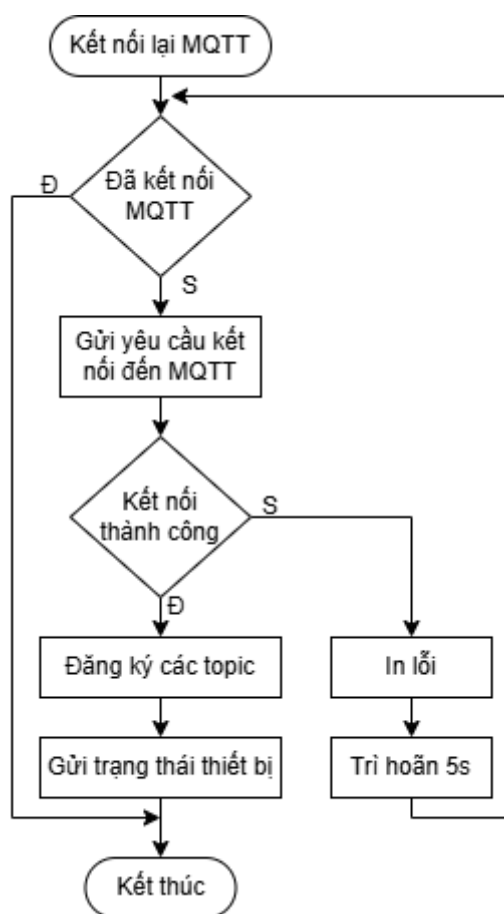 Kết nối lại MQTT
Đã kết nối
MQTT
Đ
S
Gửi yêu cầu kết
nối đến MQTT
Kết nối
thành công
S
Đ
Đăng ký các topic
In lỗi
Gửi trạng thái thiết bị
Trì hoãn 5s
Kết thúc